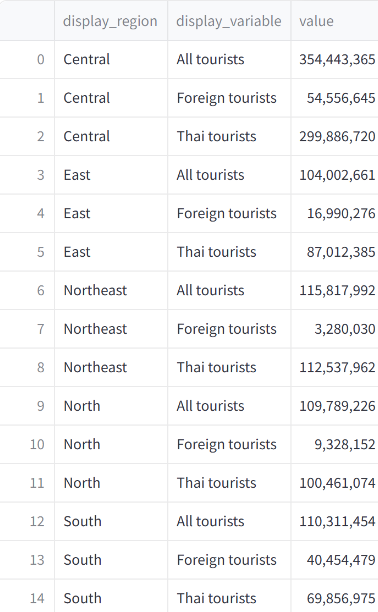 display_region display_variable value
0 Central All tourists 354,443,365
1 Central Foreign tourists 54,556,645
2 Central Thai tourists 299,886,720
3 East All tourists 104,002,661
4 East Foreign tourists 16,990,276
5 East Thai tourists 87,012,385
6 Northeast All tourists 115,817,992
7 Northeast Foreign tourists 3,280,030
8 Northeast Thai tourists 112,537,962
9 North All tourists 109,789,226
10 North Foreign tourists 9,328,152
11 North Thai tourists 100,461,074
12 South All tourists 110,311,454
13 South Foreign tourists 40,454,479
14 South Thai tourists 69,856,975